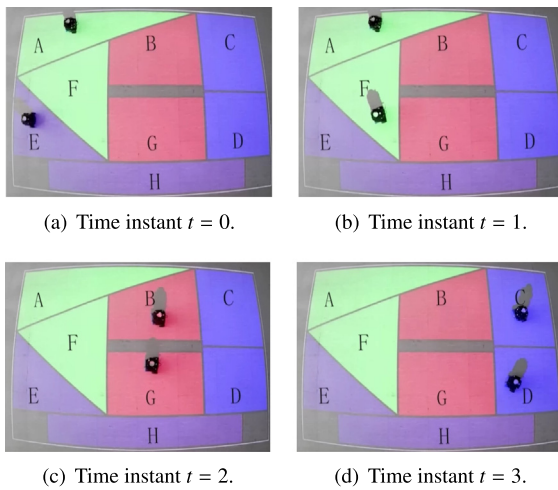 A B C
F
E G D
H
(a) Time instant t = 0.
A B C
F
E G D
H
(b) Time instant t = 1.
A B C
F
E G D
H
(c) Time instant t = 2.
A B C
F
E G D
H
(d) Time instant t = 3.